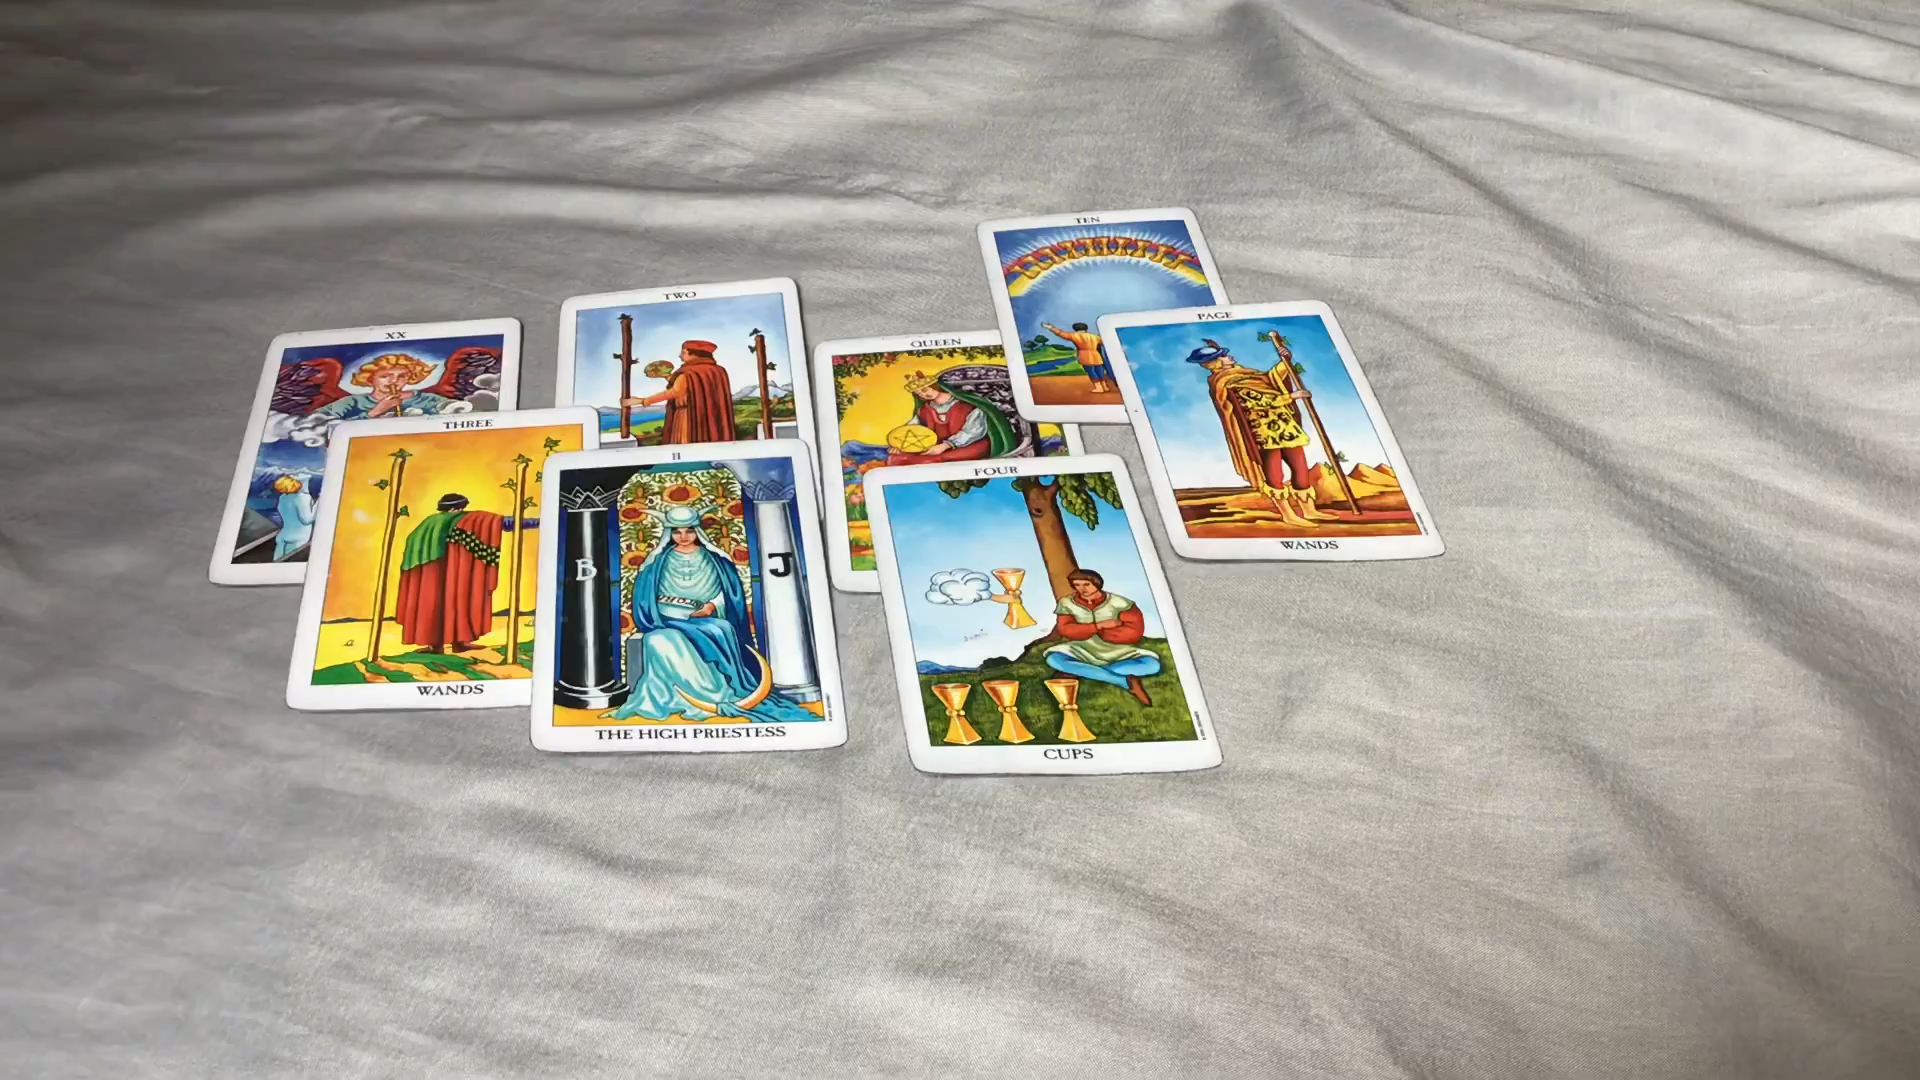 XX
THREE
WANDS
TWO
II
B
J
THE HIGH PRIESTESS
QUEEN
FOUR
CUPS
TEN
PAGE
WANDS